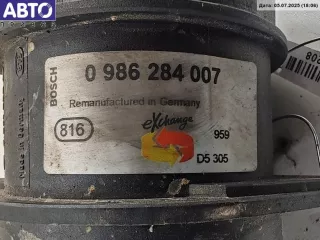 АВТО
Дата: 03.07.2025 (18:06)
BOSCH
0 986 284 007
Remanufactured in Germany
816
eXchange
959
D5 305